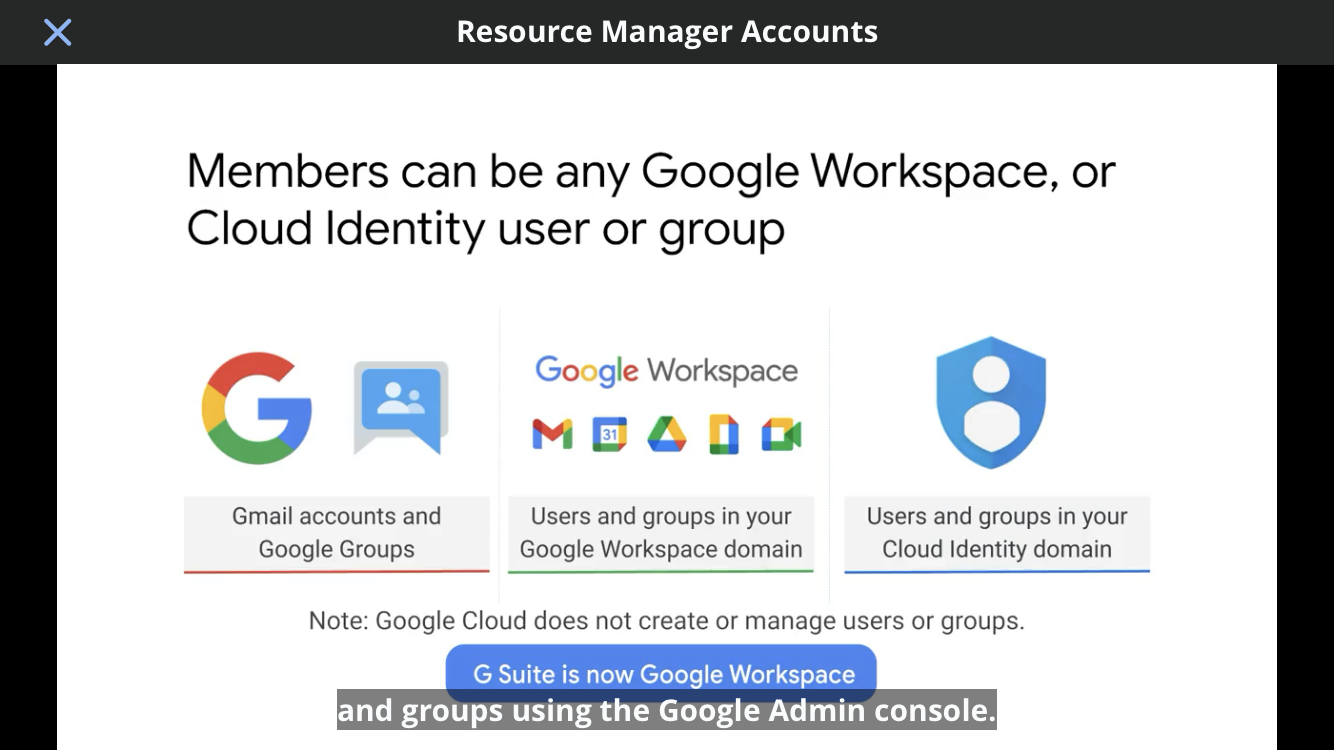 Resource Manager Accounts
Members can be any Google Workspace, or
Cloud Identity user or group
Google Workspace
31
Gmail accounts and
Google Groups
Users and groups in your
Google Workspace domain
Users and groups in your
Cloud Identity domain
Note: Google Cloud does not create or manage users or groups.
G Suite is now Google Workspace
and groups using the Google Admin console.